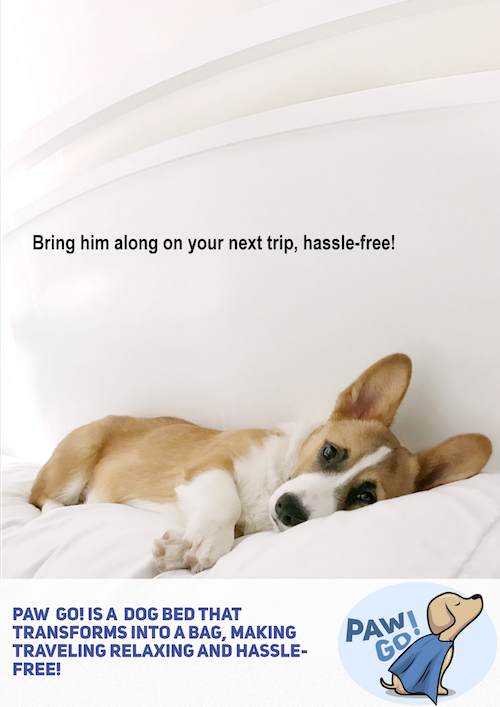 Bring him along on your next trip, hassle-free!
PAW GO! IS A DOG BED THAT
TRANSFORMS INTO A BAG, MAKING
TRAVELING RELAXING AND HASSLE-
FREE!
PAW!
GO!